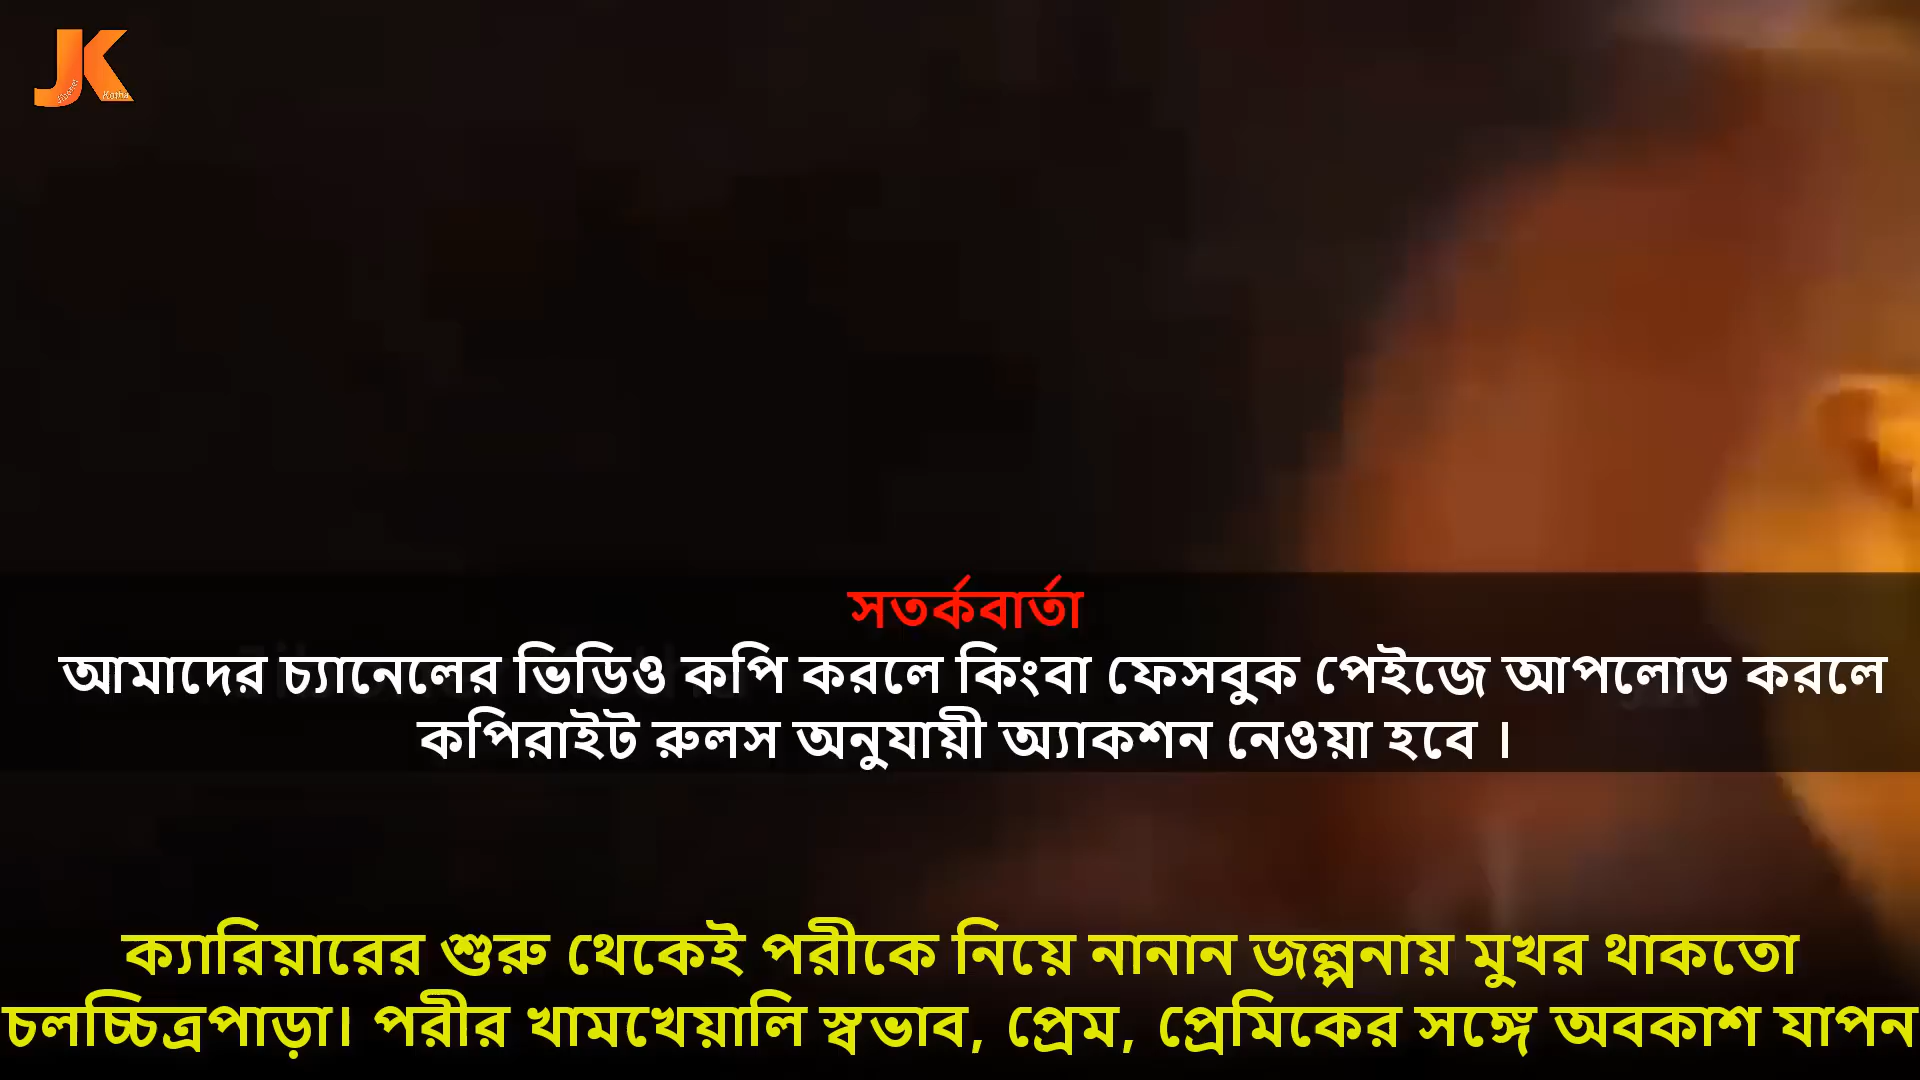 JK
Katha
সতর্কবার্তা
আমাদের চ্যানেলের ভিডিও কপি করলে কিংবা ফেসবুক পেইজে আপলোড করলে
কপিরাইট রুলস অনুযায়ী অ্যাকশন নেওয়া হবে ।
ক্যারিয়ারের শুরু থেকেই পরীকে নিয়ে নানান জল্পনায় মুখর থাকতো
চলচ্চিত্রপাড়া। পরীর খামখেয়ালি স্বভাব, প্রেম, প্রেমিকের সঙ্গে অবকাশ যাপন